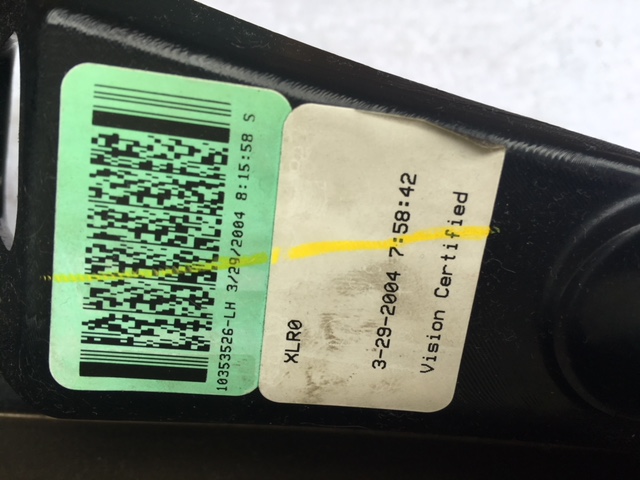 10353526-LH 3/29/2004 8:15:58 S
XLR0
3-29-2004 7:58:42
Vision Certified